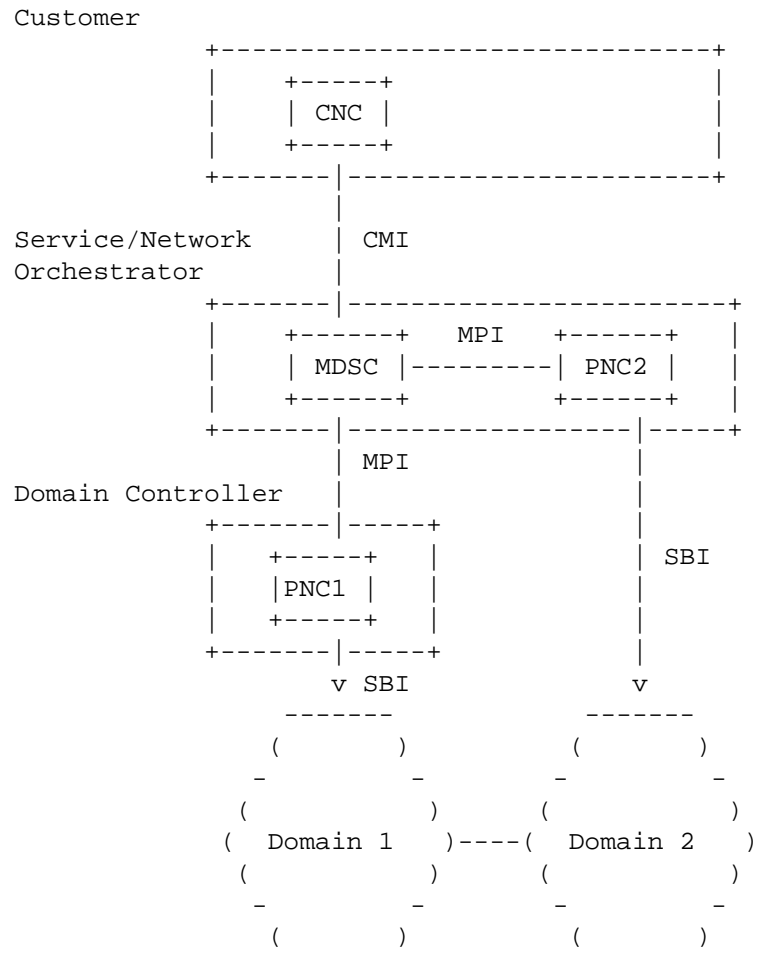 Customer
CNC
Service/Network CMI
Orchestrator
MPI
MDSC PNC2
MPI
Domain Controller
SBI
PNC1
SBI
Domain 1 Domain 2